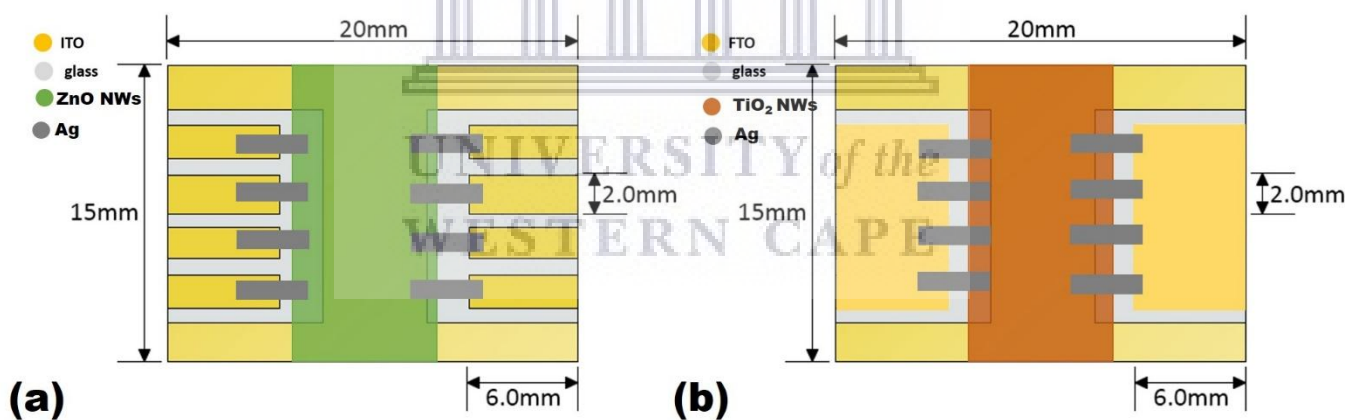 ITO
glass
ZnO NWs
Ag
20mm
15mm
2.0mm
6.0mm
(a)
FTO
glass
TiO₂ NWs
Ag
20mm
15mm
2.0mm
6.0mm
(b)
UNIVERSITY of the
WESTERN CAPE